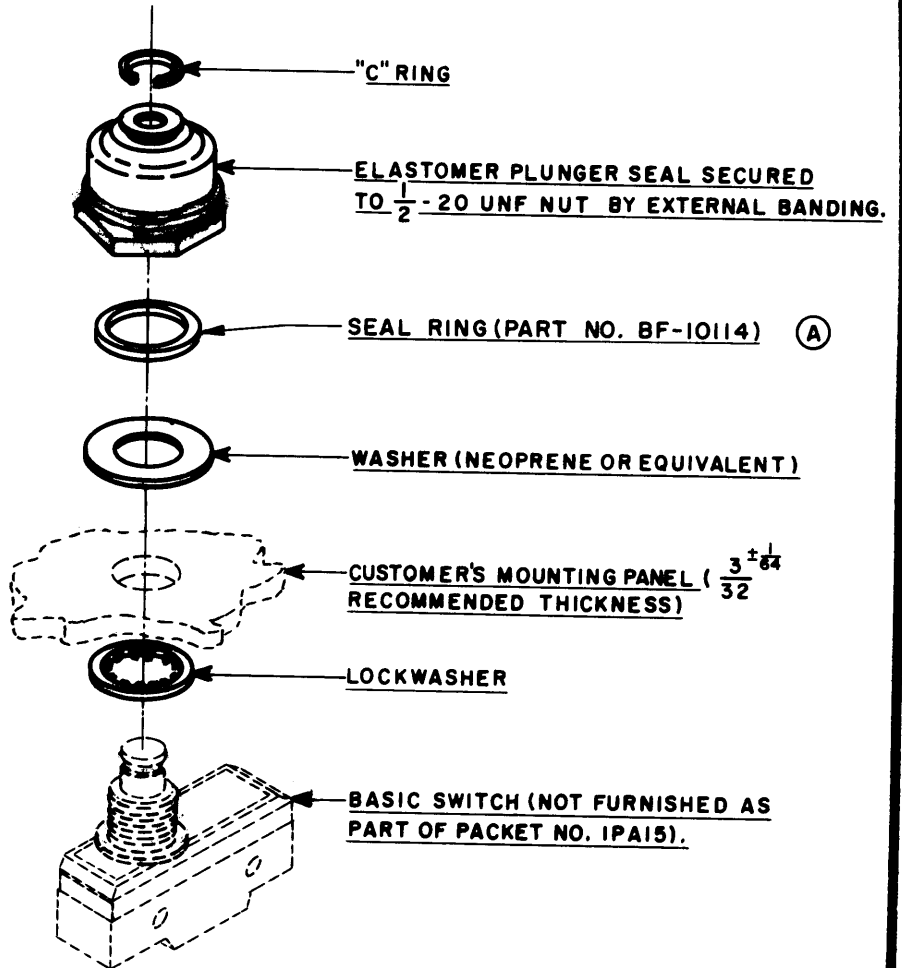 "C" RING
ELASTOMER PLUNGER SEAL SECURED
TO 1/2 - 20 UNF NUT BY EXTERNAL BANDING.
SEAL RING (PART NO. BF-10114) A
WASHER (NEOPRENE OR EQUIVALENT)
CUSTOMER'S MOUNTING PANEL ( 3/32 ± 1/64
RECOMMENDED THICKNESS)
LOCKWASHER
BASIC SWITCH (NOT FURNISHED AS
PART OF PACKET NO. 1PA15).